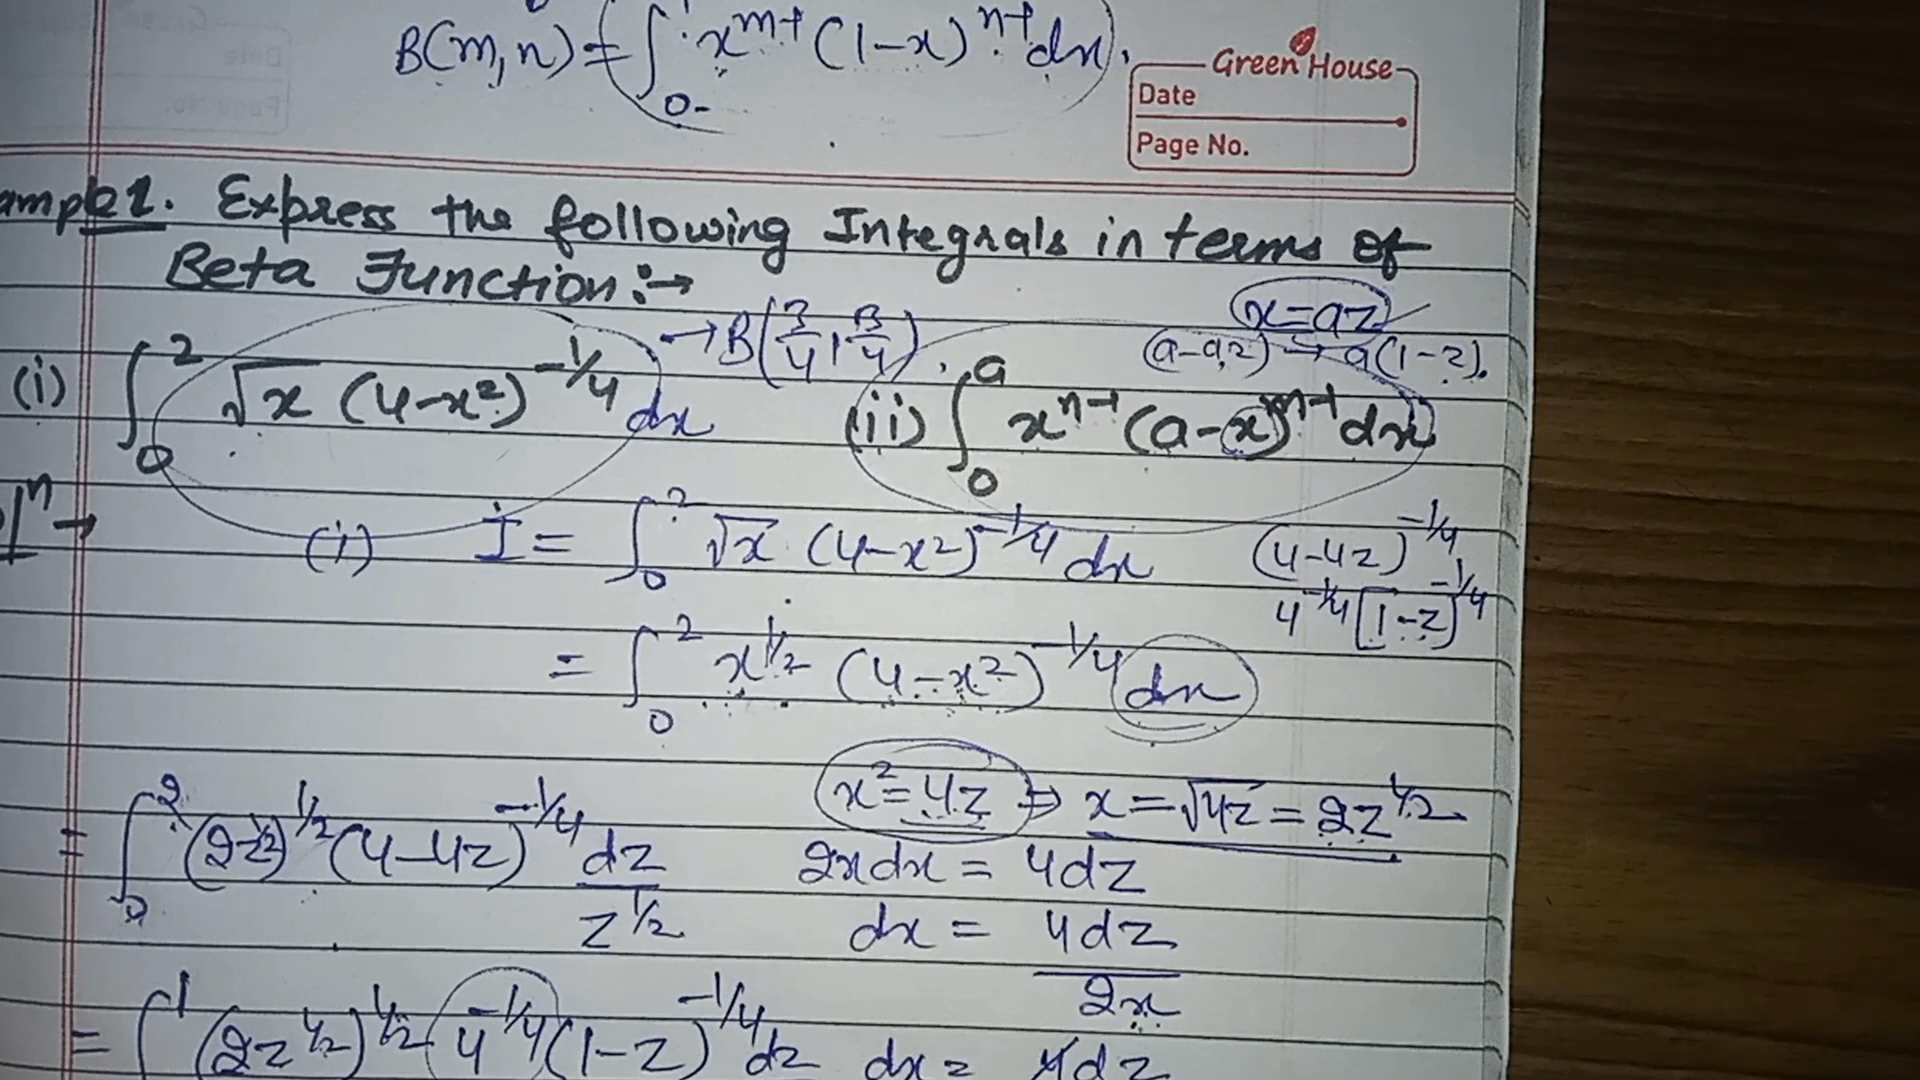 B(m,n) = ∫₀¹ x^{m-1} (1-x)^{n-1} dx.
Green House
Date
Page No.
ample 1. Express the following Integrals in terms of
Beta Function :→
x=az
→ B(3/4, 3/4).
(a-az) → a(1-z).
(i) ∫₀² √x (4-x²)^{-1/4} dx
(ii) ∫₀^a x^{n-1} (a-x)^{m-1} dx
lⁿ→
(i) I = ∫₀² √x (4-x²)^{-1/4} dx
(4-4z)^{-1/4}
4^{-1/4} [1-z]^{-1/4}
= ∫₀² x^{1/2} (4-x²)^{-1/4} dx
x²=4z ⇒ x=√4z = 2z^{1/2}
= ∫₀² (2z^{1/2})^{1/2} (4-4z)^{-1/4} dz/z^{1/2}
2xdx = 4dz
dx = 4dz/2x
= ∫¹ (2z^{1/2})^{1/2} 4^{-1/4} (1-z)^{-1/4} dz
dx = 4dz